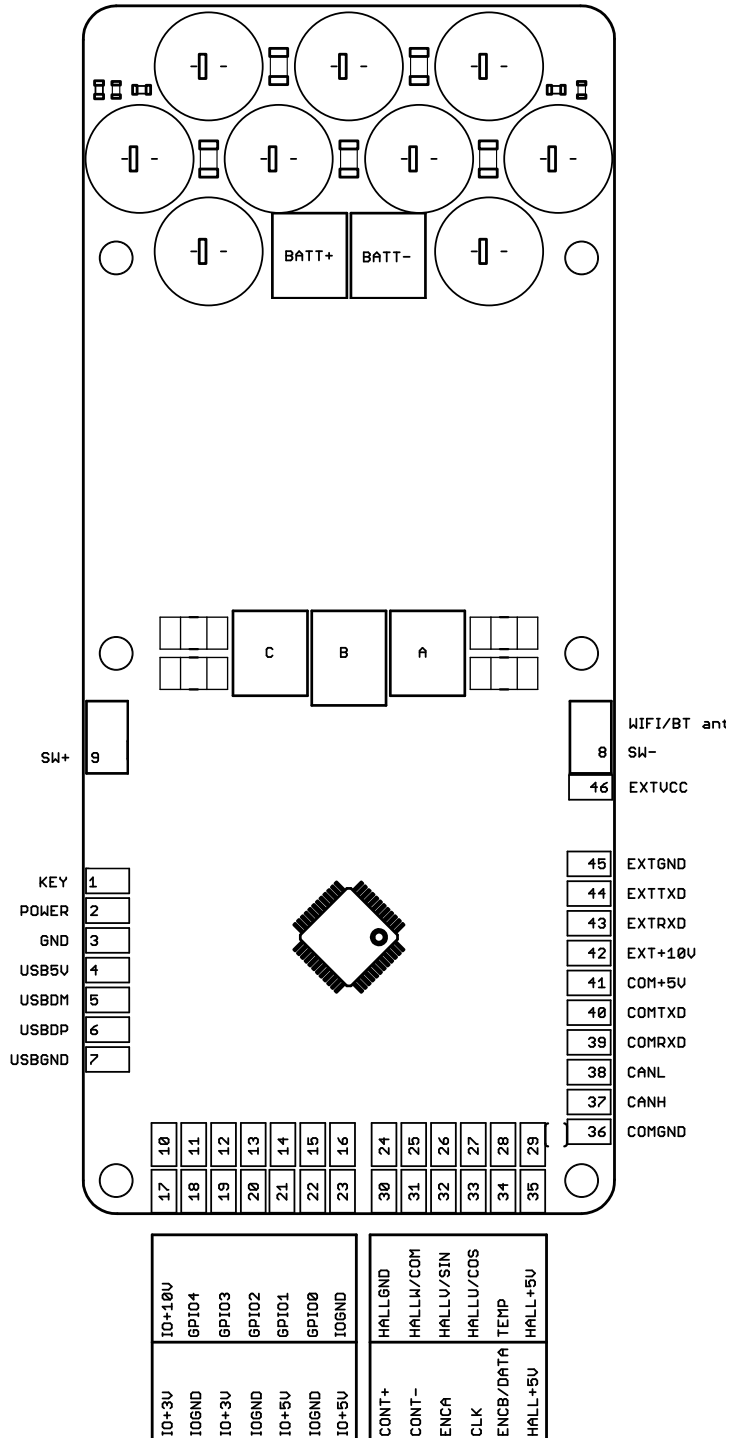 BATT+ BATT-
C B A
WIFI/BT
SW+ 9
8 SW-
46 EXTVCC
45 EXTGND
KEY 1
44 EXTTXD
POWER 2
43 EXTRXD
GND 3
42 EXT+10V
USB5V 4
41 COM+5V
USBDM 5
40 COMTXD
USBDP 6
39 COMRXD
USBGND 7
38 CANL
37 CANH
36 COMGND
10 11 12 13 14 15 16 24 25 26 27 28 29
17 18 19 20 21 22 23 30 31 32 33 34 35
IO+10V
GPIO4
GPIO3
GPIO2
GPIO1
GPIO0
IOGND
HALLGND
HALLW/COM
HALLV/SIN
HALLU/COS
TEMP
HALL+5V
IO+3V
IOGND
IO+3V
IOGND
IO+5V
IOGND
IO+5V
CONT+
CONT-
ENCA
CLK
ENCB/DATA
HALL+5V